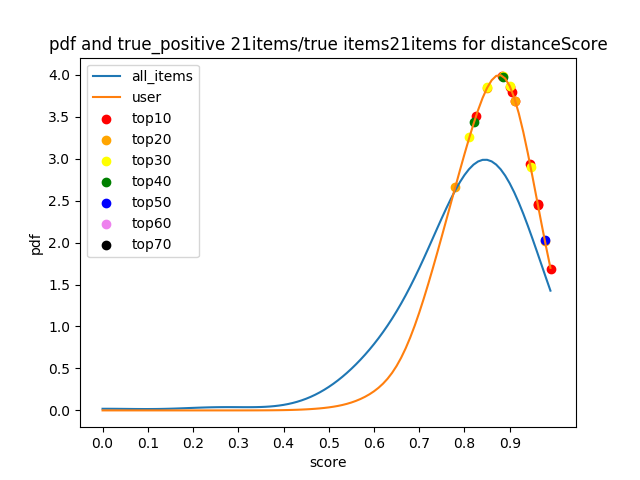 pdf and true_positive 21items/true items21items for distanceScore
all_items
user
top10
top20
top30
top40
top50
top60
top70
4.0
3.5
3.0
2.5
2.0
1.5
1.0
0.5
0.0
pdf
0.0 0.1 0.2 0.3 0.4 0.5 0.6 0.7 0.8 0.9
score